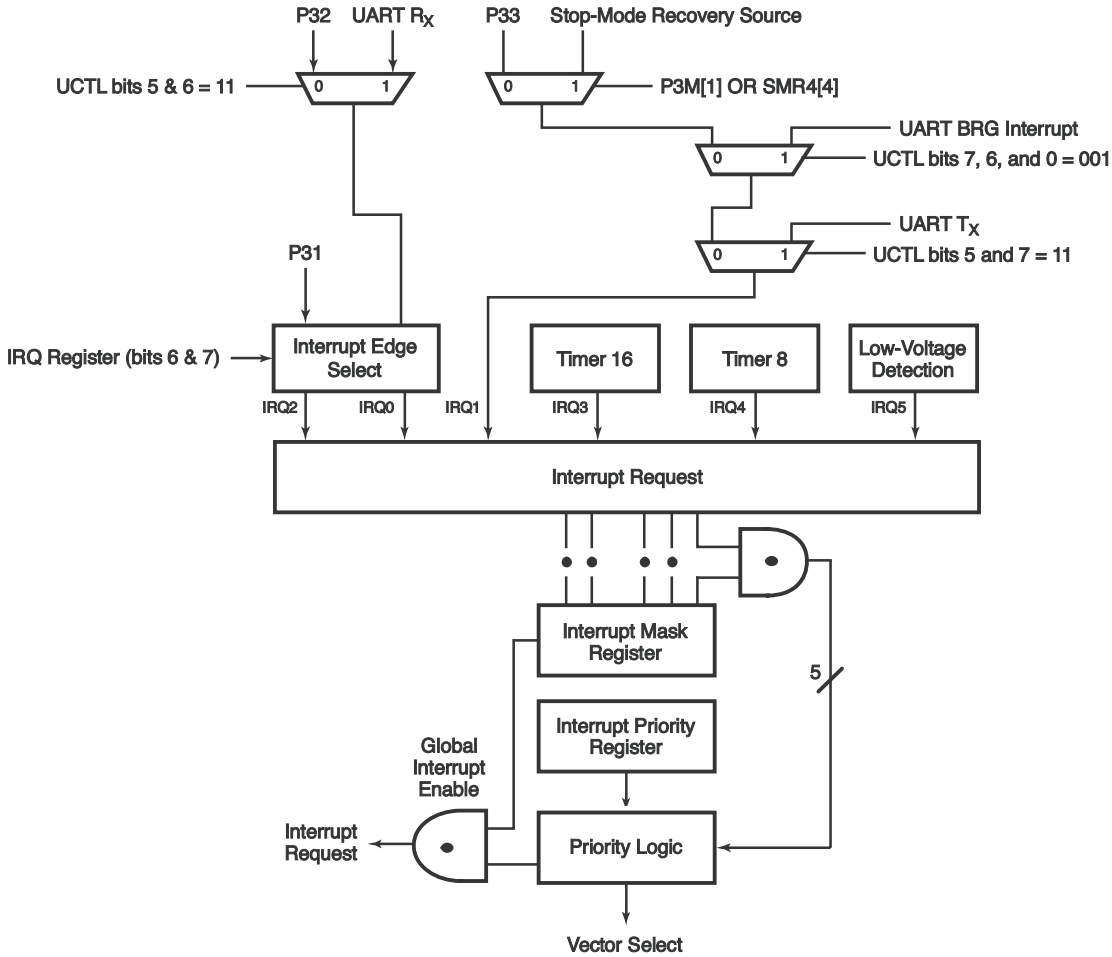 P32 UART RX P33 Stop-Mode Recovery Source
UCTL bits 5 & 6 = 11 0 1 0 1 P3M[1] OR SMR4[4]
UART BRG Interrupt
0 1 UCTL bits 7, 6, and 0 = 001
UART TX
P31 0 1 UCTL bits 5 and 7 = 11
IRQ Register (bits 6 & 7)
Interrupt Edge
Select
Timer 16
Timer 8
Low-Voltage
Detection
IRQ2 IRQ0 IRQ1 IRQ3 IRQ4 IRQ5
Interrupt Request
Interrupt Mask
Register
5
Interrupt Priority
Register
Global
Interrupt
Enable
Interrupt
Request
Priority Logic
Vector Select